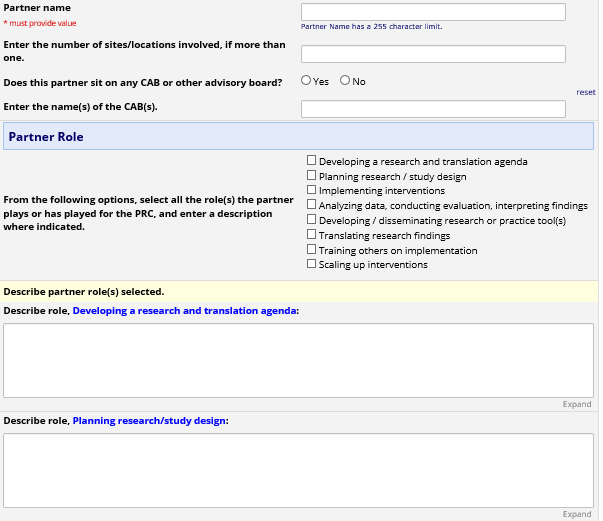 Partner name
* must provide value
Partner Name has a 255 character limit.
Enter the number of sites/locations involved, if more than
one.
Does this partner sit on any CAB or other advisory board?
Yes No
reset
Enter the name(s) of the CAB(s).
Partner Role
From the following options, select all the role(s) the partner
plays or has played for the PRC, and enter a description
where indicated.
Developing a research and translation agenda
Planning research / study design
Implementing interventions
Analyzing data, conducting evaluation, interpreting findings
Developing / disseminating research or practice tool(s)
Translating research findings
Training others on implementation
Scaling up interventions
Describe partner role(s) selected.
Describe role, Developing a research and translation agenda:
Expand
Describe role, Planning research/study design:
Expand